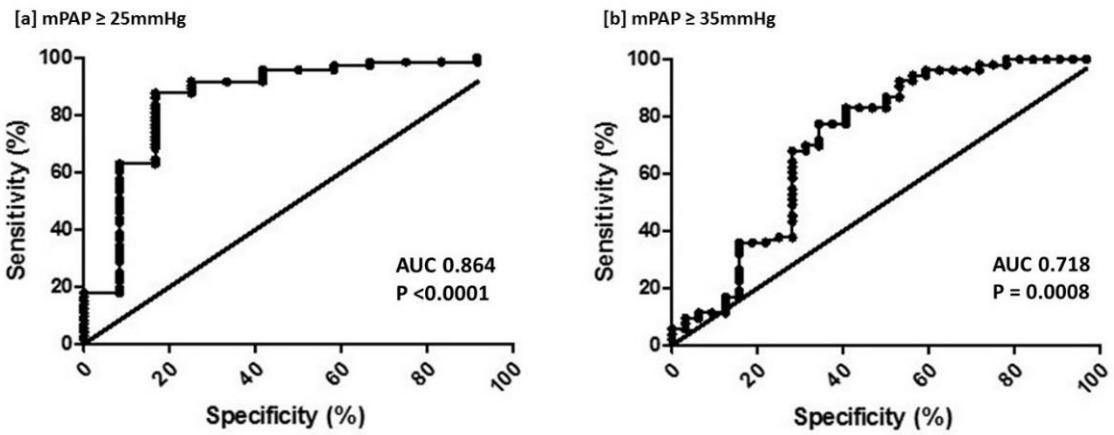 [a] mPAP ≥ 25mmHg
Sensitivity (%)
100
80
60
40
20
0
0 20 40 60 80 100
Specificity (%)
AUC 0.864
P <0.0001
[b] mPAP ≥ 35mmHg
Sensitivity (%)
100
80
60
40
20
0
0 20 40 60 80 100
Specificity (%)
AUC 0.718
P = 0.0008